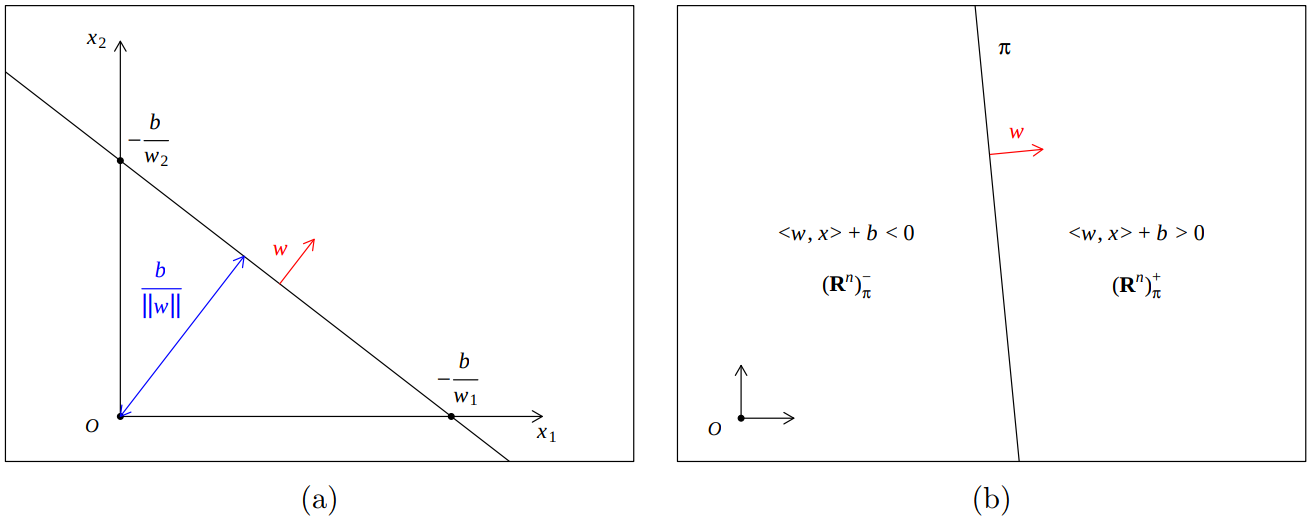 x₂
−b/w₂
w
b/‖w‖
−b/w₁
O
x₁
(a)
π
w
<w, x> + b < 0
<w, x> + b > 0
(𝐑ⁿ)⁻π
(𝐑ⁿ)⁺π
O
(b)